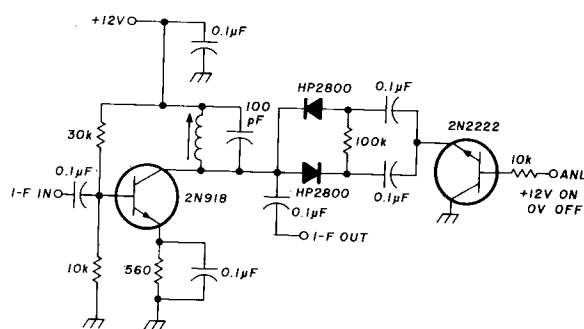 +12V
0.1µF
HP2800
0.1µF
100 pF
2N2222
30k
100k
10k
ANL
0.1µF
2N918
HP2800
0.1µF
+12V ON
0V OFF
I-F IN
0.1µF
I-F OUT
10k
560
0.1µF